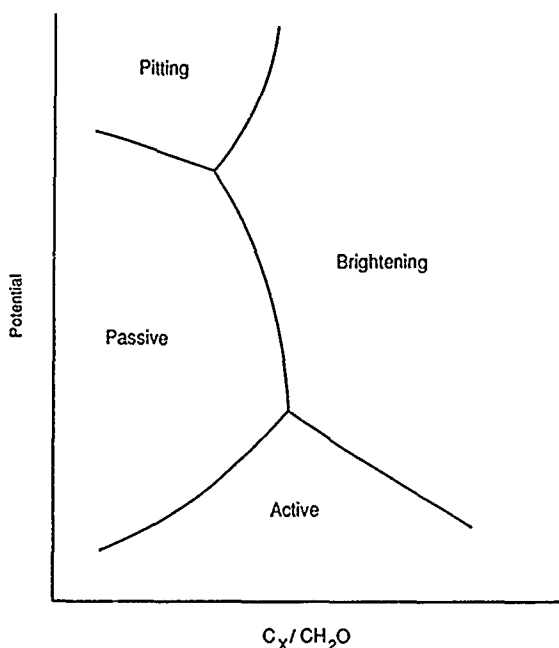 Pitting
Brightening
Potential
Passive
Active
Cₓ/CH₂O